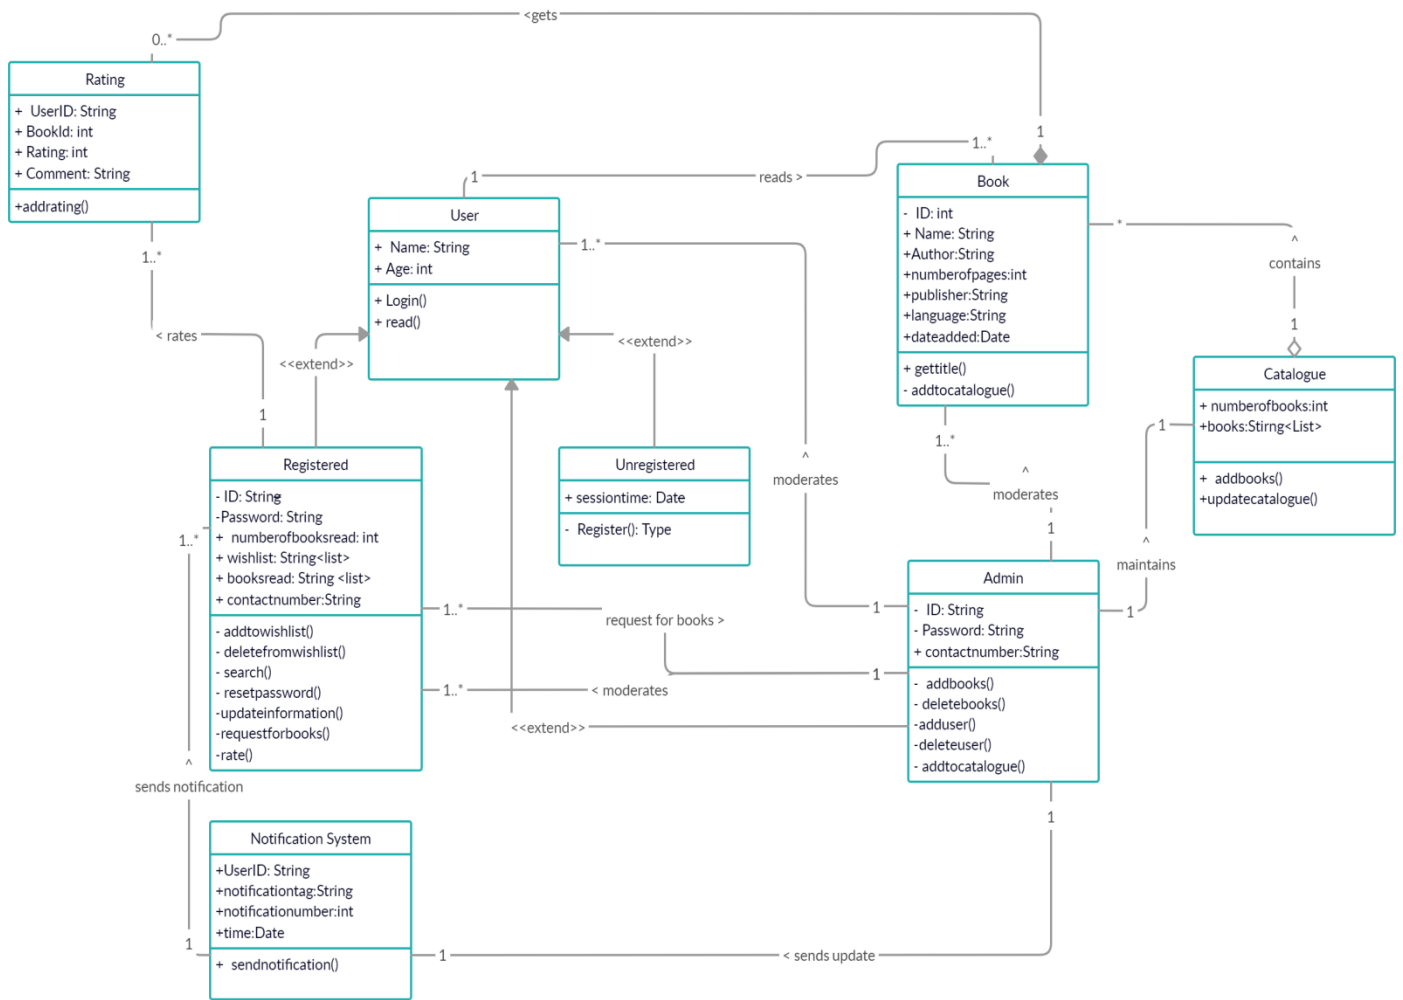 <gets
0..*
Rating
+ UserID: String
+ BookId: int
+ Rating: int
+ Comment: String
+addrating()
1..*
< rates
1
1
reads >
1..*
1
User
+ Name: String
+ Age: int
+ Login()
+ read()
1..*
<<extend>>
<<extend>>
Book
- ID: int
+ Name: String
+Author:String
+numberofpages:int
+publisher:String
+language:String
+dateadded:Date
+ gettitle()
- addtocatalogue()
*
^
contains
1
Catalogue
+ numberofbooks:int
+books:Stirng<List>
+ addbooks()
+updatecatalogue()
1
^
maintains
1
1..*
^
moderates
1
^
moderates
1
Registered
- ID: String
-Password: String
+ numberofbooksread: int
+ wishlist: String<list>
+ booksread: String <list>
+ contactnumber:String
- addtowishlist()
- deletefromwishlist()
- search()
- resetpassword()
-updateinformation()
-requestforbooks()
-rate()
Unregistered
+ sessiontime: Date
- Register(): Type
Admin
- ID: String
- Password: String
+ contactnumber:String
- addbooks()
- deletebooks()
-adduser()
-deleteuser()
- addtocatalogue()
1..*
request for books >
1
1..*
< moderates
<<extend>>
1..*
^
sends notification
1
Notification System
+UserID: String
+notificationtag:String
+notificationumber:int
+time:Date
+ sendnotification()
1
< sends update
1